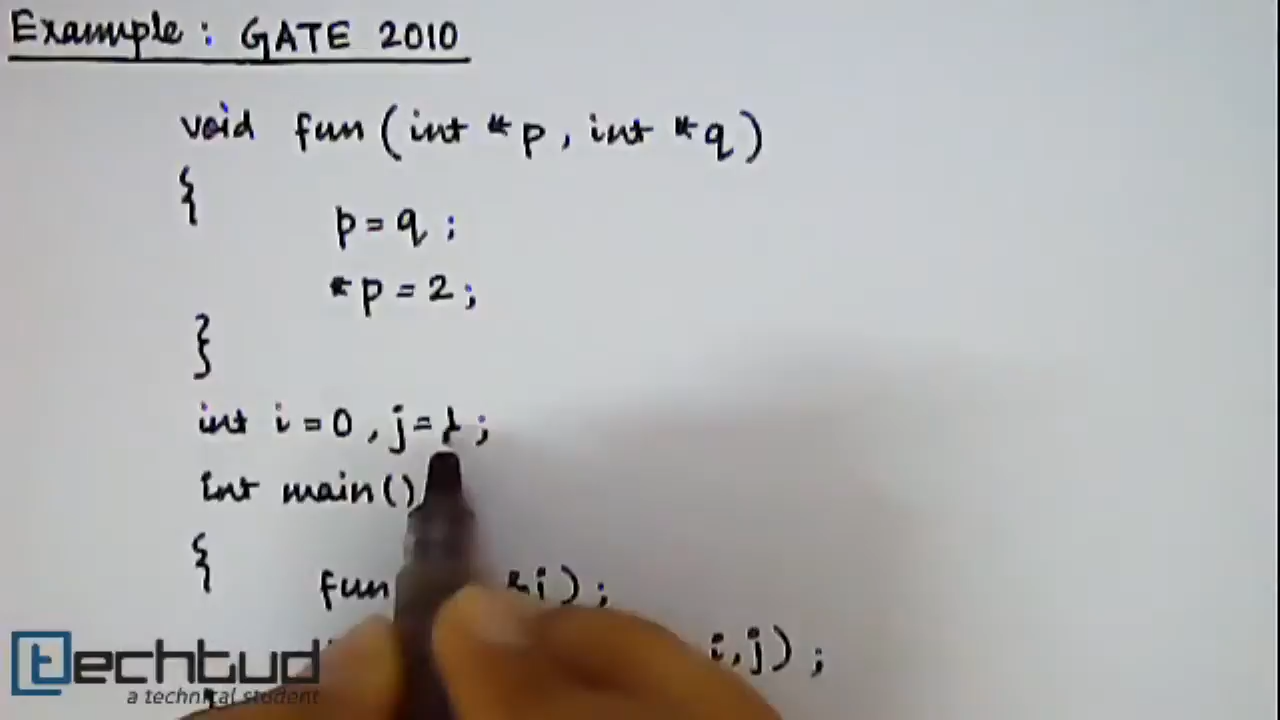 Example: GATE 2010
void fun (int *p, int *q)
{
p = q ;
*p = 2 ;
}
int i = 0 , j = 1 ;
int main()
{
fun &j) ;
i,j) ;
techtud
a technical student